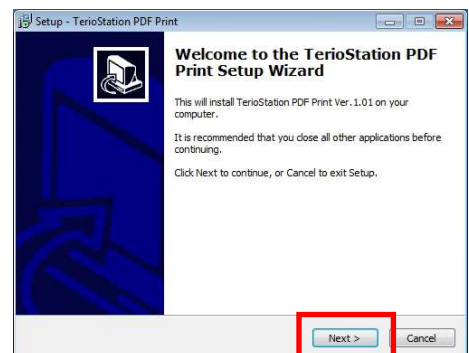 Setup - TerioStation PDF Print
Welcome to the TerioStation PDF
Print Setup Wizard
This will install TerioStation PDF Print Ver.1.01 on your
computer.
It is recommended that you close all other applications before
continuing.
Click Next to continue, or Cancel to exit Setup.
Next > Cancel